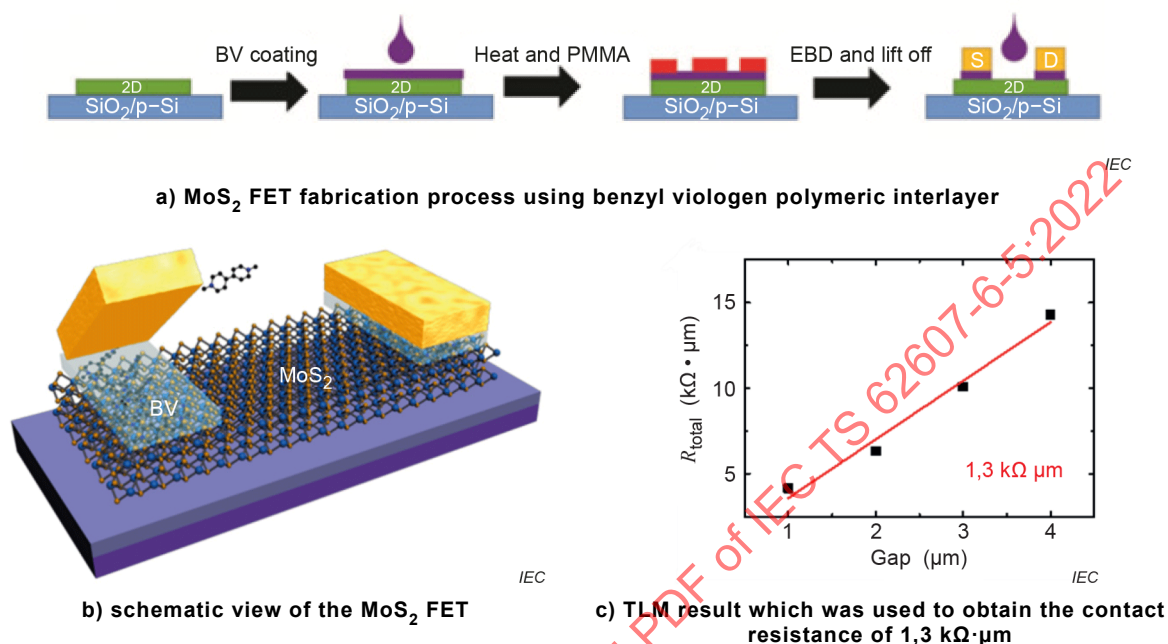 BV coating
Heat and PMMA
EBD and lift off
2D
SiO2/p−Si
2D
SiO2/p−Si
2D
SiO2/p−Si
S
D
2D
SiO2/p−Si
IEC
a) MoS2 FET fabrication process using benzyl viologen polymeric interlayer
MoS2
BV
IEC
b) schematic view of the MoS2 FET
Rtotal (kΩ • µm)
15
10
5
1,3 kΩ µm
1 2 3 4
Gap (µm)
IEC
c) TLM result which was used to obtain the contact
resistance of 1,3 kΩ·µm
PDF of IEC TS 62607-6-5:2022